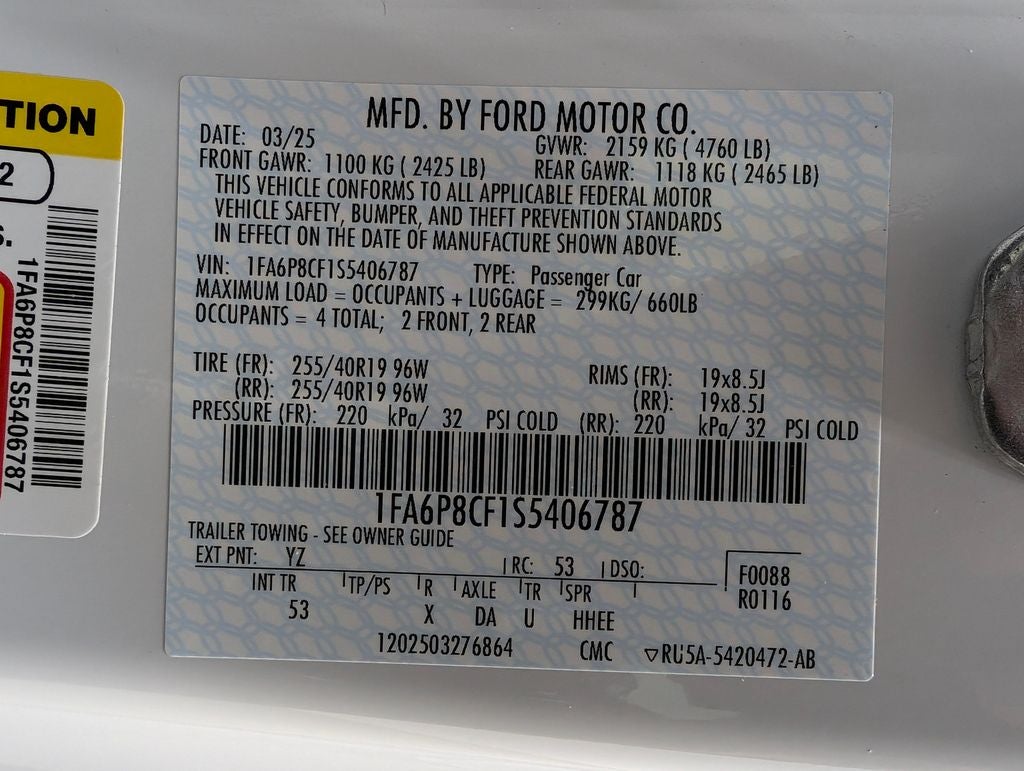 TION
2
S.
1FA6P8CF1S5406787
MFD. BY FORD MOTOR CO.
DATE: 03/25 GVWR: 2159 KG ( 4760 LB)
FRONT GAWR: 1100 KG ( 2425 LB) REAR GAWR: 1118 KG ( 2465 LB)
THIS VEHICLE CONFORMS TO ALL APPLICABLE FEDERAL MOTOR
VEHICLE SAFETY, BUMPER, AND THEFT PREVENTION STANDARDS
IN EFFECT ON THE DATE OF MANUFACTURE SHOWN ABOVE.
VIN: 1FA6P8CF1S5406787 TYPE: Passenger Car
MAXIMUM LOAD = OCCUPANTS + LUGGAGE = 299KG/ 660LB
OCCUPANTS = 4 TOTAL; 2 FRONT, 2 REAR
TIRE (FR): 255/40R19 96W RIMS (FR): 19x8.5J
(RR): 255/40R19 96W (RR): 19x8.5J
PRESSURE (FR): 220 kPa/ 32 PSI COLD (RR): 220 kPa/ 32 PSI COLD
1FA6P8CF1S5406787
TRAILER TOWING - SEE OWNER GUIDE
EXT PNT: YZ RC: 53 DSO: F0088
INT TR TP/PS R AXLE TR SPR R0116
53 X DA U HHEE
1202503276864 CMC ▽RU5A-5420472-AB